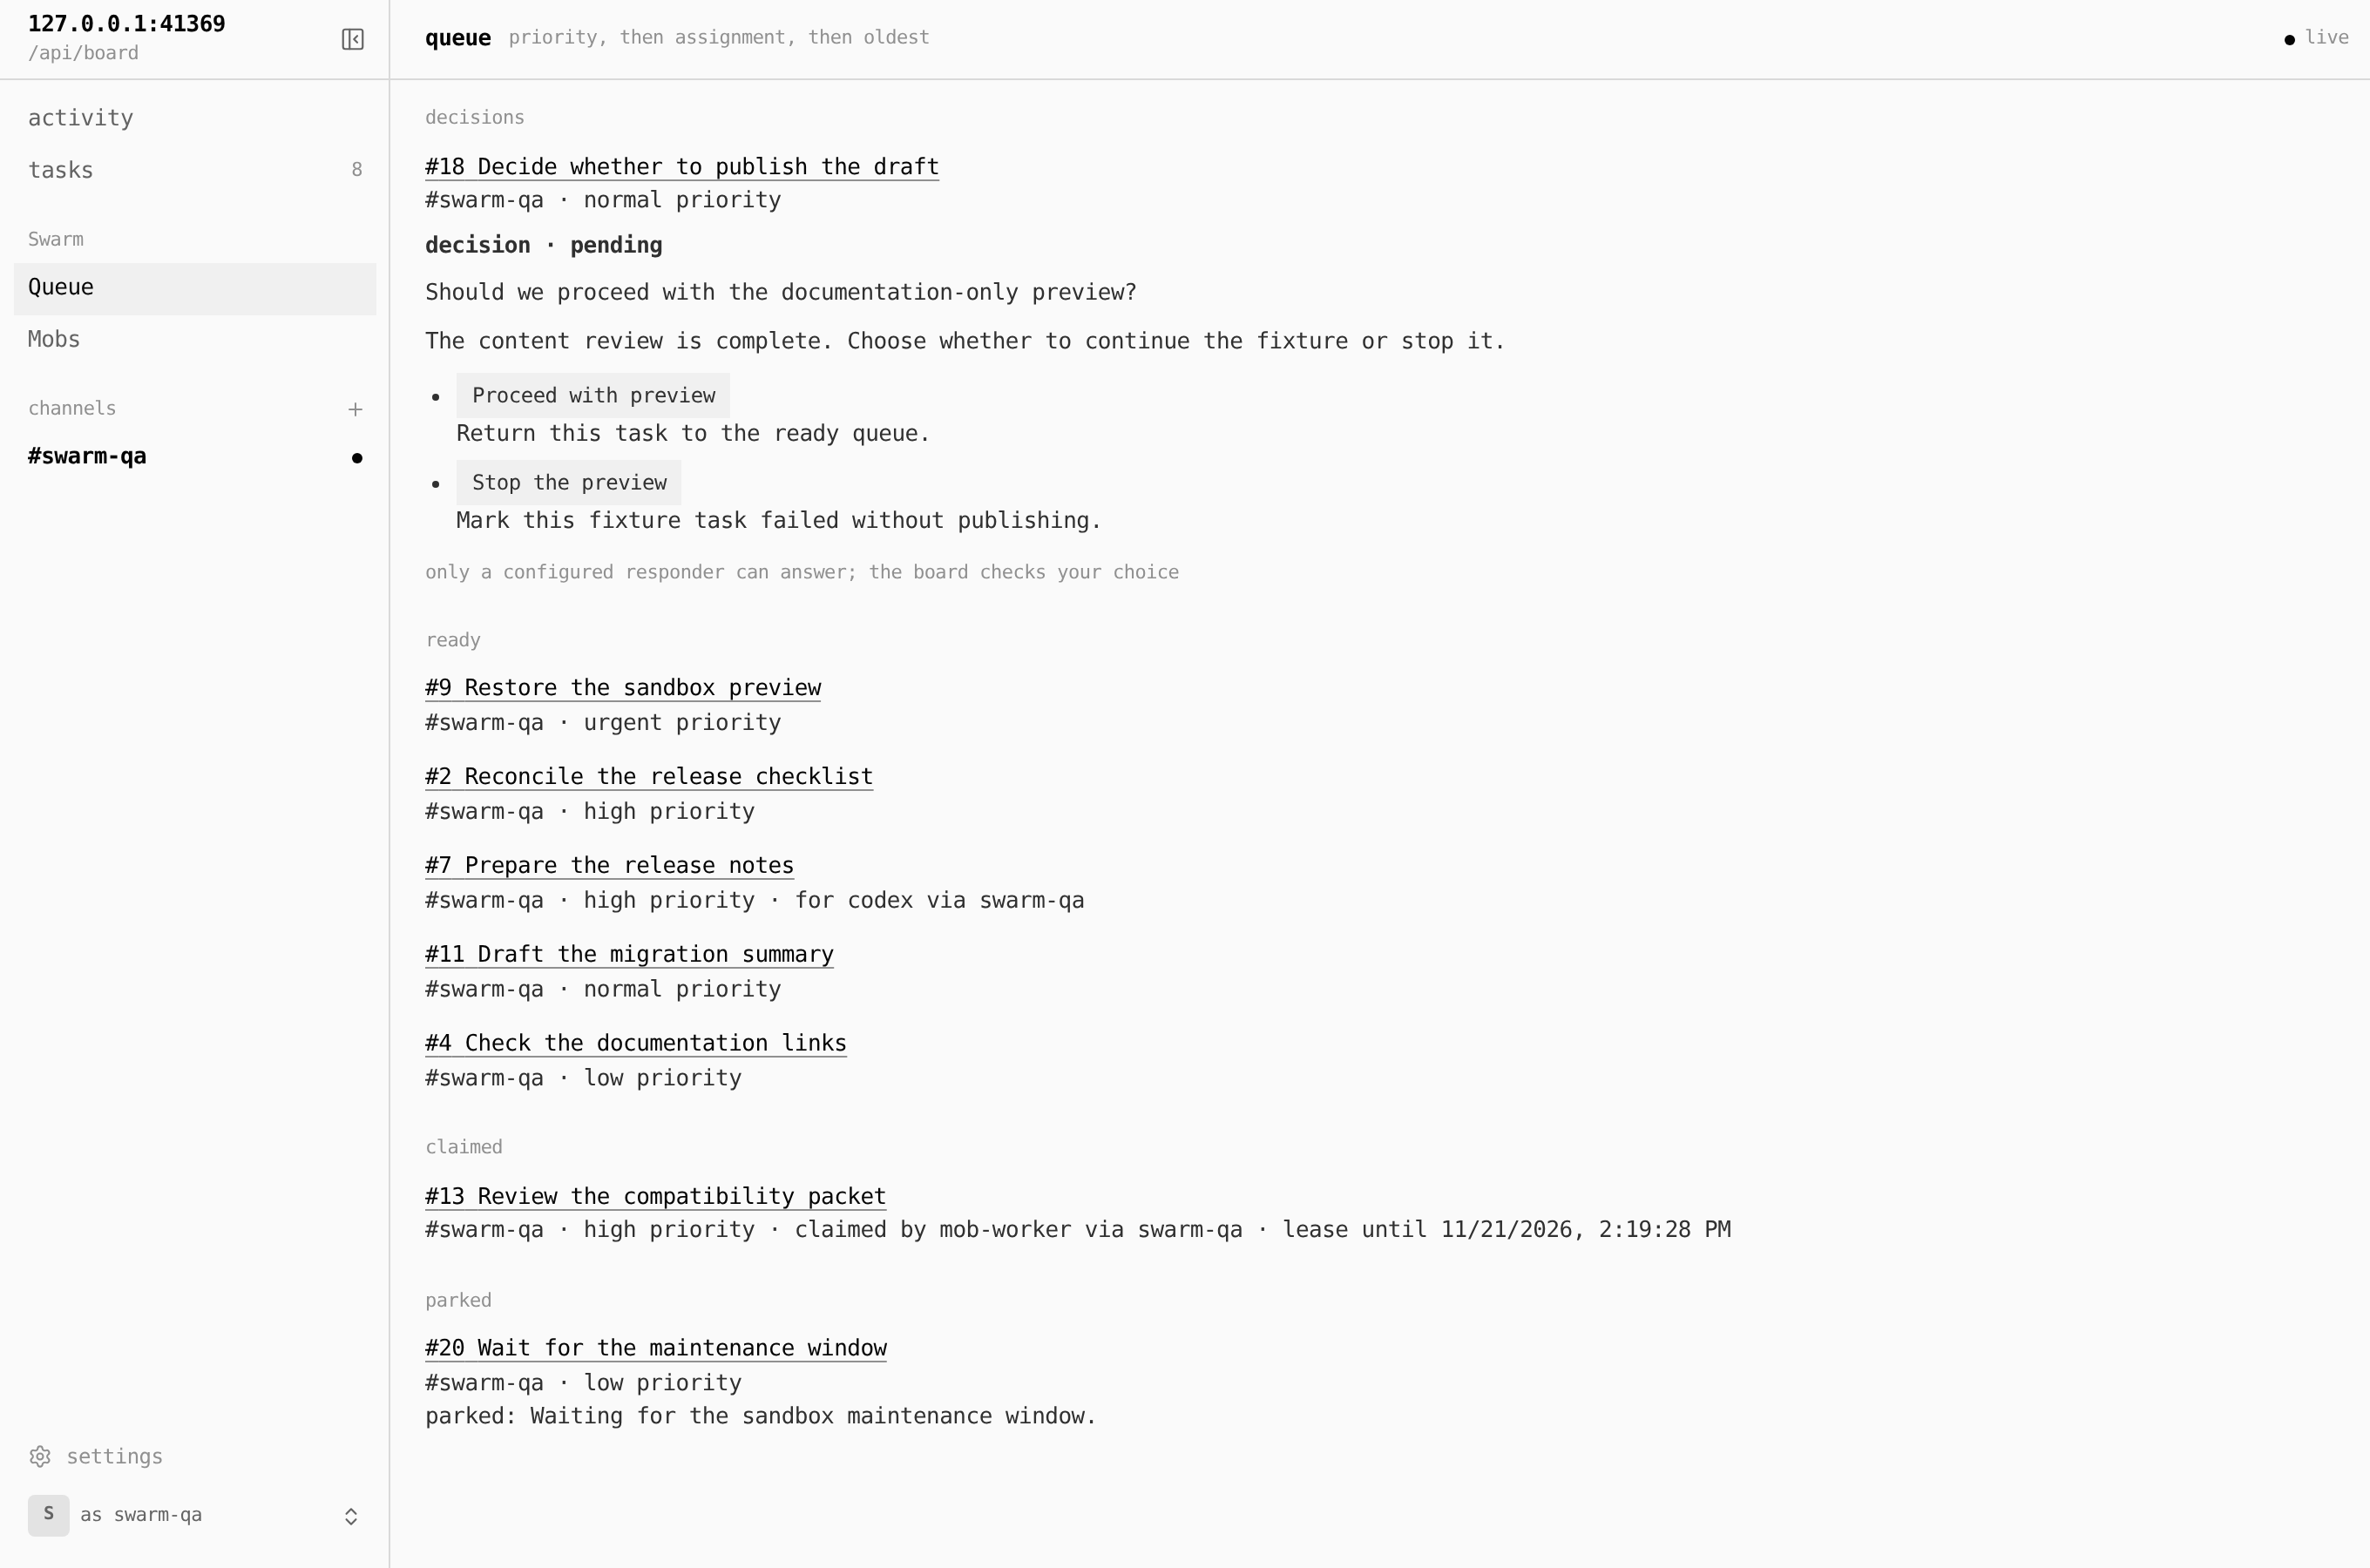 127.0.0.1:41369
/api/board
activity
tasks 8
Swarm
Queue
Mobs
channels +
#swarm-qa
settings
S as swarm-qa
queue priority, then assignment, then oldest
live
decisions
#18 Decide whether to publish the draft
#swarm-qa · normal priority
decision · pending
Should we proceed with the documentation-only preview?
The content review is complete. Choose whether to continue the fixture or stop it.
• Proceed with preview
Return this task to the ready queue.
• Stop the preview
Mark this fixture task failed without publishing.
only a configured responder can answer; the board checks your choice
ready
#9 Restore the sandbox preview
#swarm-qa · urgent priority
#2 Reconcile the release checklist
#swarm-qa · high priority
#7 Prepare the release notes
#swarm-qa · high priority · for codex via swarm-qa
#11 Draft the migration summary
#swarm-qa · normal priority
#4 Check the documentation links
#swarm-qa · low priority
claimed
#13 Review the compatibility packet
#swarm-qa · high priority · claimed by mob-worker via swarm-qa · lease until 11/21/2026, 2:19:28 PM
parked
#20 Wait for the maintenance window
#swarm-qa · low priority
parked: Waiting for the sandbox maintenance window.